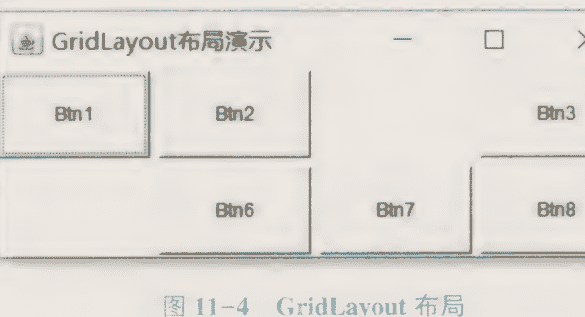 GridLayout布局演示
Btn1 Btn2 Btn3
Btn6 Btn7 Btn8
图 11-4 GridLayout 布局